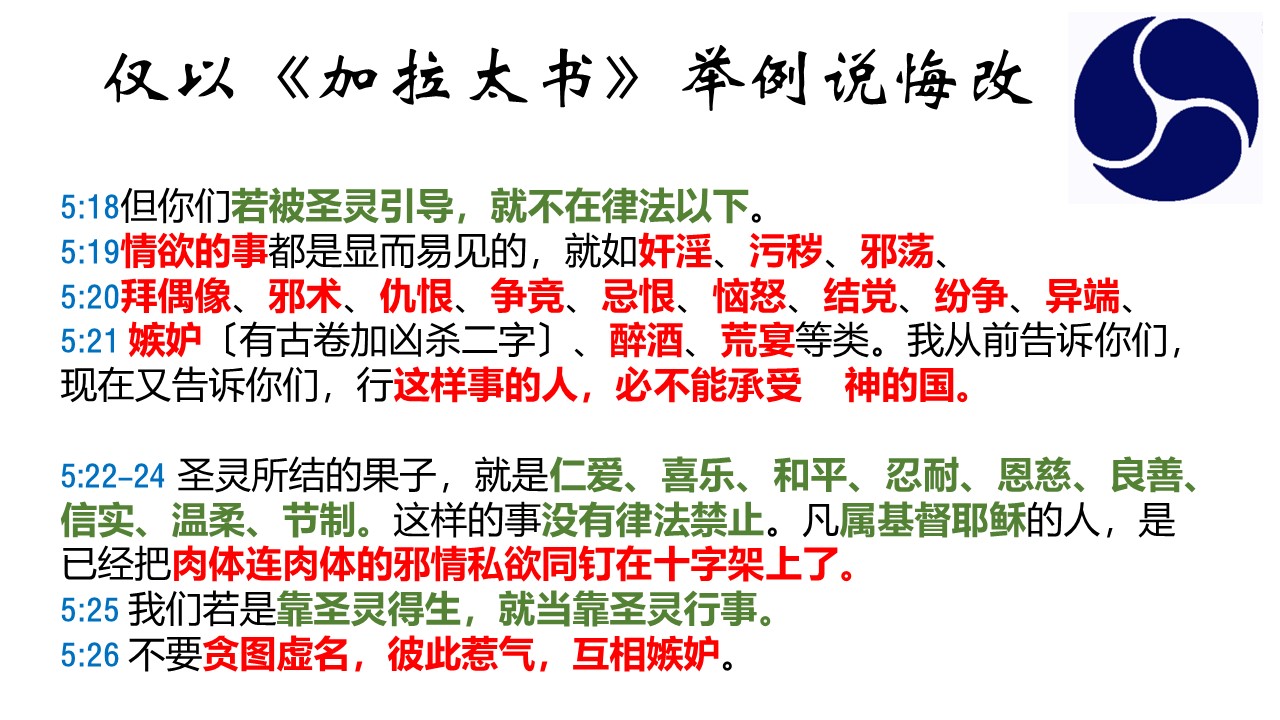 仅以《加拉太书》举例说悔改
5:18但你们若被圣灵引导，就不在律法以下。
5:19情欲的事都是显而易见的，就如奸淫、污秽、邪荡、
5:20拜偶像、邪术、仇恨、争竞、忌恨、恼怒、结党、纷争、异端、
5:21 嫉妒〔有古卷加凶杀二字〕、醉酒、荒宴等类。我从前告诉你们，
现在又告诉你们，行这样事的人，必不能承受　神的国。
5:22-24 圣灵所结的果子，就是仁爱、喜乐、和平、忍耐、恩慈、良善、
信实、温柔、节制。这样的事没有律法禁止。凡属基督耶稣的人，是
已经把肉体连肉体的邪情私欲同钉在十字架上了。
5:25 我们若是靠圣灵得生，就当靠圣灵行事。
5:26 不要贪图虚名，彼此惹气，互相嫉妒。